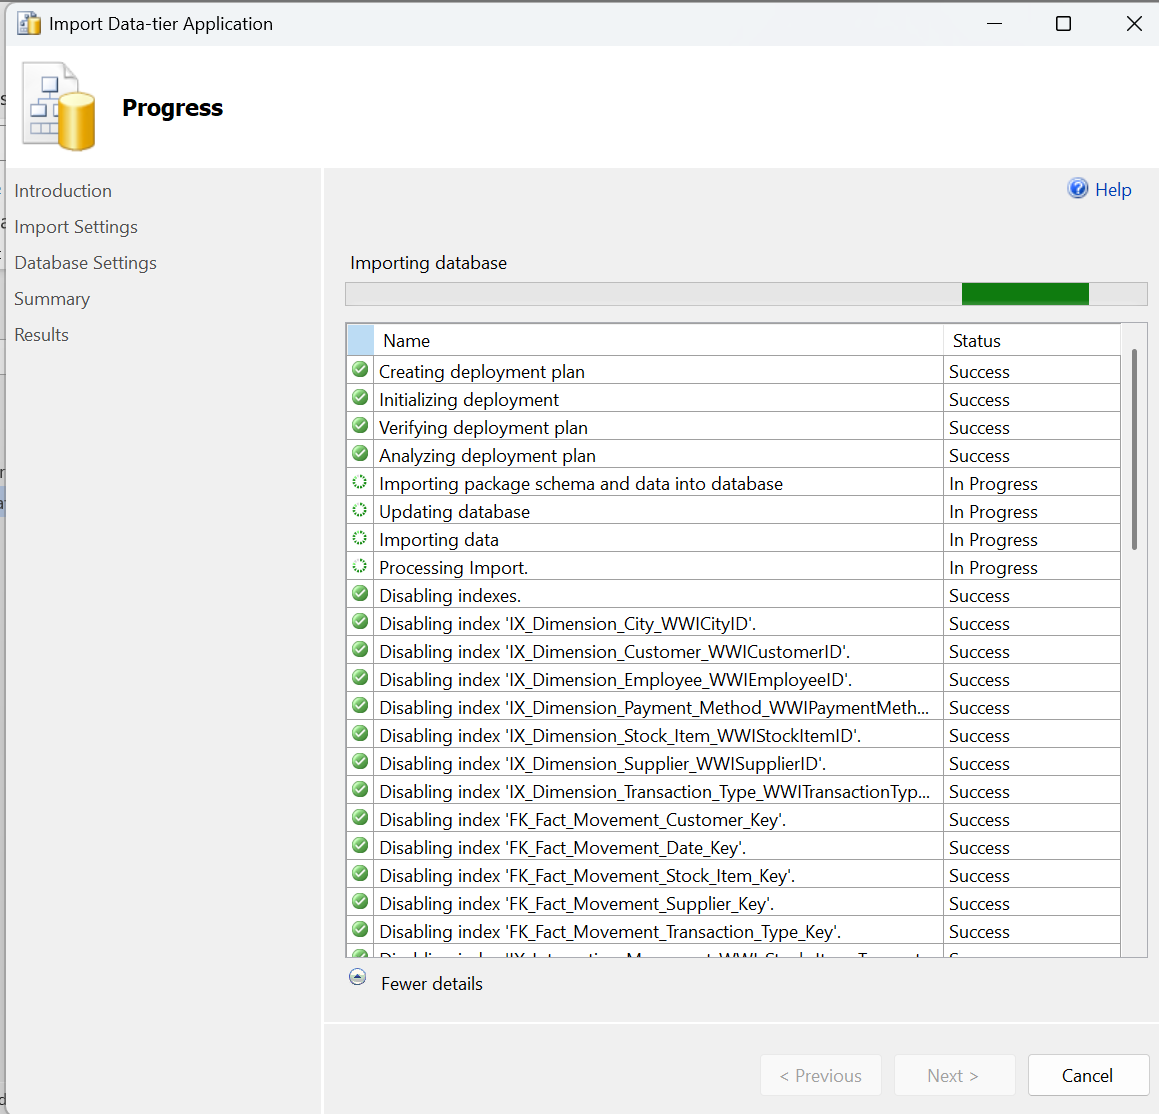 Import Data-tier Application
Progress
Introduction
Import Settings
Database Settings
Summary
Results
Help
Importing database
Name Status
Creating deployment plan Success
Initializing deployment Success
Verifying deployment plan Success
Analyzing deployment plan Success
Importing package schema and data into database In Progress
Updating database In Progress
Importing data In Progress
Processing Import. In Progress
Disabling indexes. Success
Disabling index 'IX_Dimension_City_WWICityID'. Success
Disabling index 'IX_Dimension_Customer_WWICustomerID'. Success
Disabling index 'IX_Dimension_Employee_WWIEmployeeID'. Success
Disabling index 'IX_Dimension_Payment_Method_WWIPaymentMeth... Success
Disabling index 'IX_Dimension_Stock_Item_WWIStockItemID'. Success
Disabling index 'IX_Dimension_Supplier_WWISupplierID'. Success
Disabling index 'IX_Dimension_Transaction_Type_WWITransactionTyp... Success
Disabling index 'FK_Fact_Movement_Customer_Key'. Success
Disabling index 'FK_Fact_Movement_Date_Key'. Success
Disabling index 'FK_Fact_Movement_Stock_Item_Key'. Success
Disabling index 'FK_Fact_Movement_Supplier_Key'. Success
Disabling index 'FK_Fact_Movement_Transaction_Type_Key'. Success
Fewer details
< Previous
Next >
Cancel